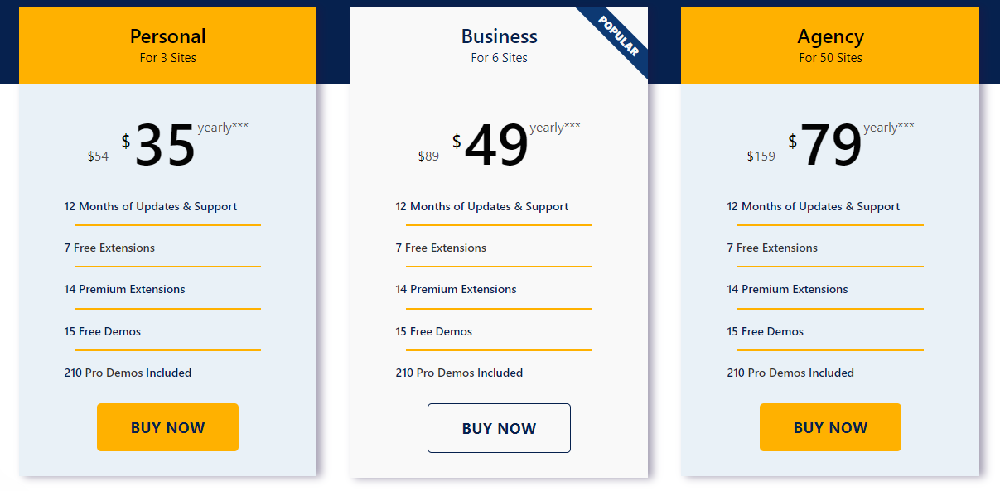 Personal
For 3 Sites
$54 $35 yearly***
12 Months of Updates & Support
7 Free Extensions
14 Premium Extensions
15 Free Demos
210 Pro Demos Included
BUY NOW
POPULAR
Business
For 6 Sites
$89 $49 yearly***
12 Months of Updates & Support
7 Free Extensions
14 Premium Extensions
15 Free Demos
210 Pro Demos Included
BUY NOW
Agency
For 50 Sites
$159 $79 yearly***
12 Months of Updates & Support
7 Free Extensions
14 Premium Extensions
15 Free Demos
210 Pro Demos Included
BUY NOW